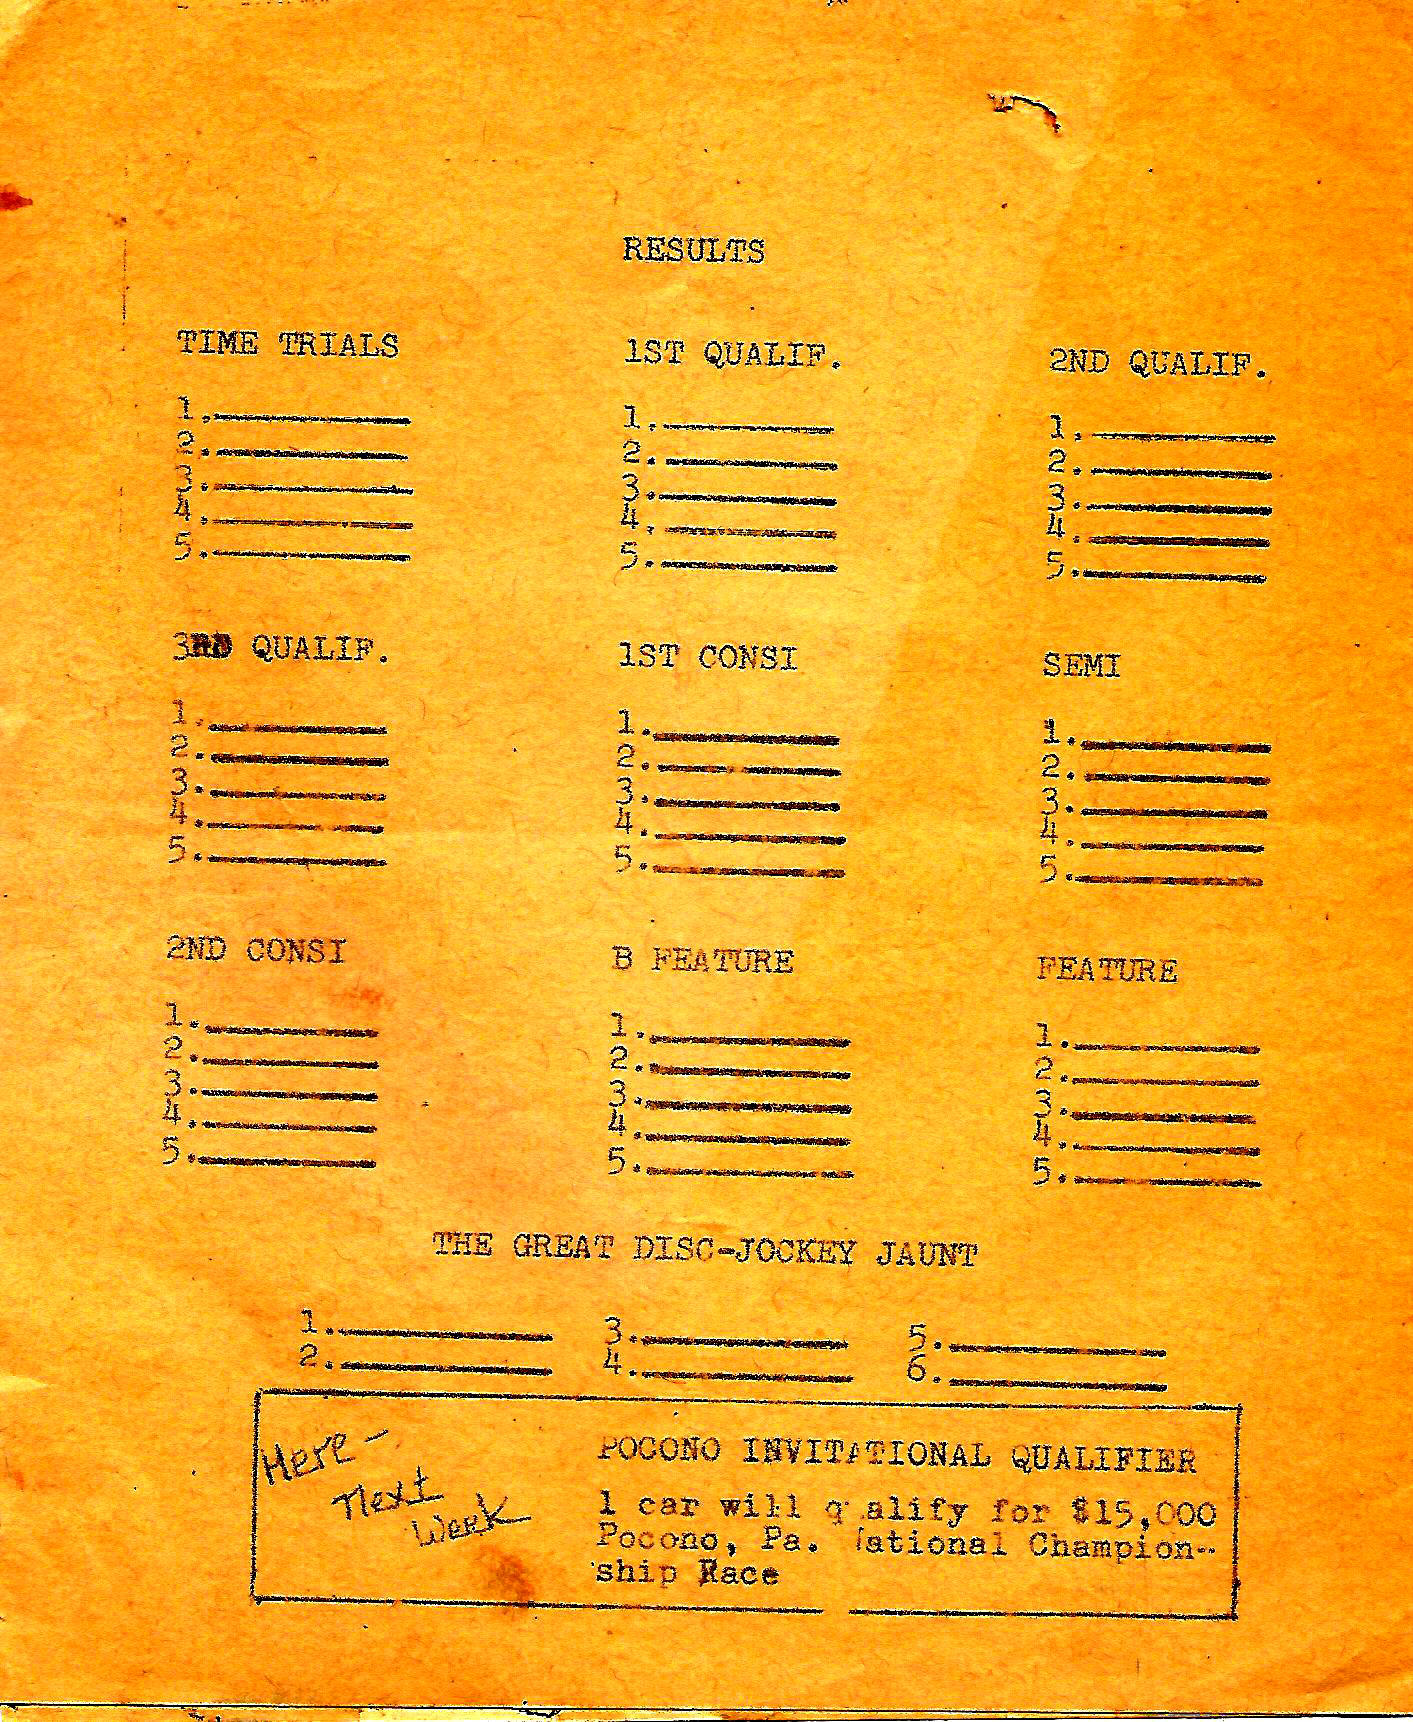 RESULTS
TIME TRIALS 1ST QUALIF. 2ND QUALIF.
1. 1. 1.
2. 2. 2.
3. 3. 3.
4. 4. 4.
5. 5. 5.
3RD QUALIF. 1ST CONSI SEMI
1. 1. 1.
2. 2. 2.
3. 3. 3.
4. 4. 4.
5. 5. 5.
2ND CONSI B FEATURE FEATURE
1. 1. 1.
2. 2. 2.
3. 3. 3.
4. 4. 4.
5. 5. 5.
THE GREAT DISC-JOCKEY JAUNT
1. 3. 5.
2. 4. 6.
Here -
next
Week
POCONO INVITATIONAL QUALIFIER
1 car will qualify for $15,000
Pocono, Pa. National Champion-
ship Race